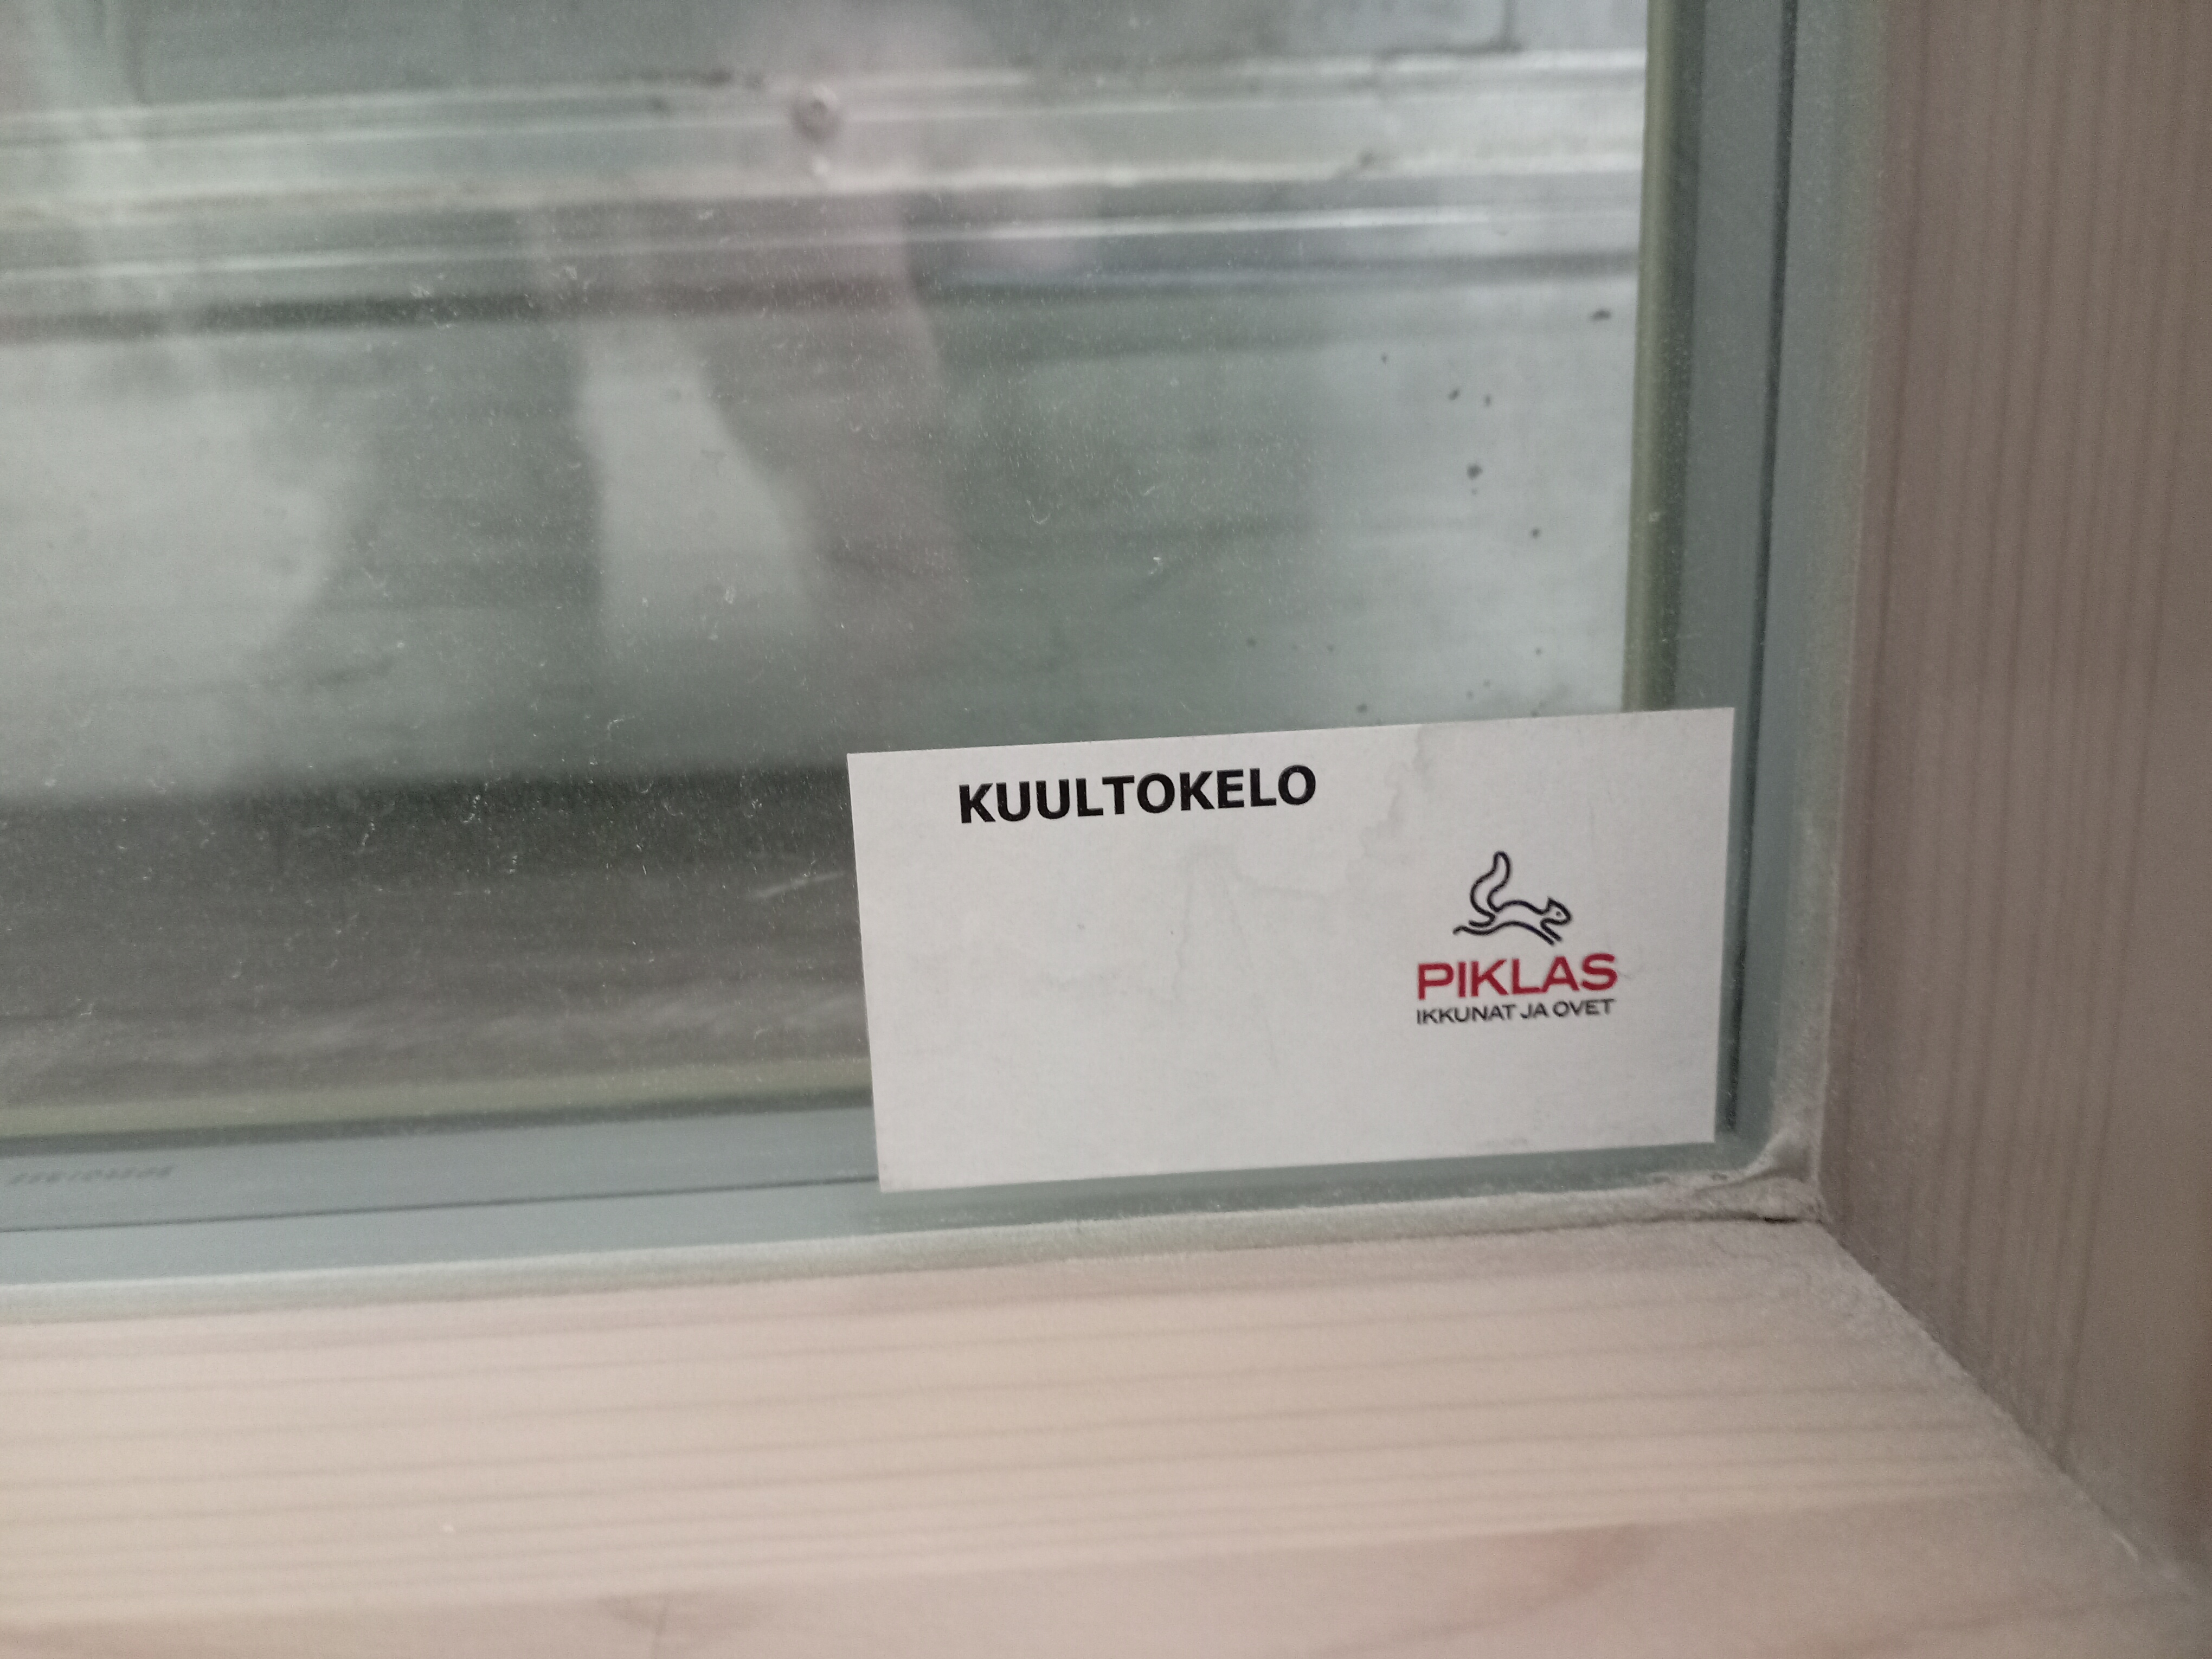 KUULTOKELO
PIKLAS
IKKUNAT JA OVET